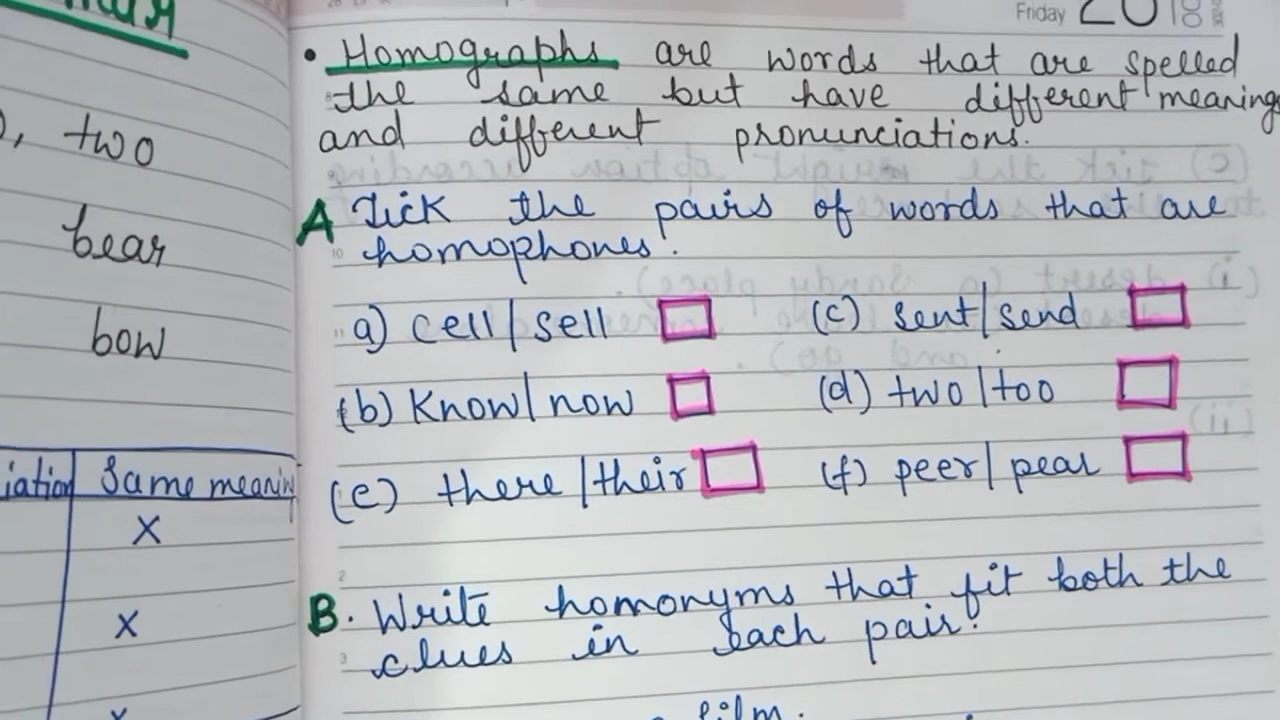 Friday
two
bear
bow
Same meaning
X
X
• Homographs are words that are spelled
the same but have different meanings
and different pronunciations.
A Tick the pairs of words that are
homophones.
a) cell/sell
(c) sent/send
(b) Know/now
(d) two/too
(e) there/their
(f) peer/pear
B. Write homonyms that fit both the
clues in each pair.
film.